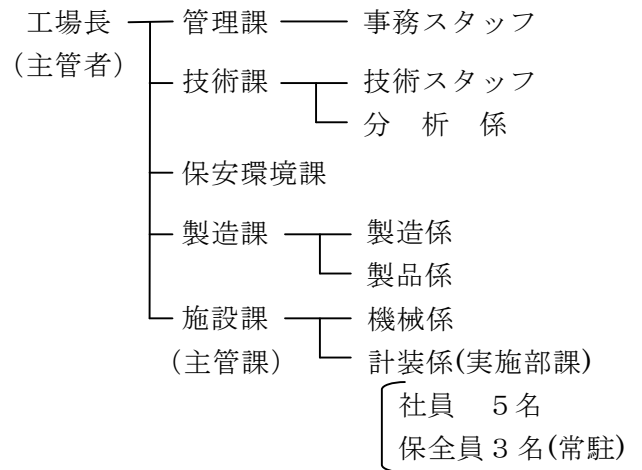 工場長 管理課 事務スタッフ
(主管者) 技術課 技術スタッフ
分 析 係
保安環境課
製造課 製造係
製品係
施設課 機械係
(主管課) 計装係(実施部課)
社員 5名
保全員3名(常駐)